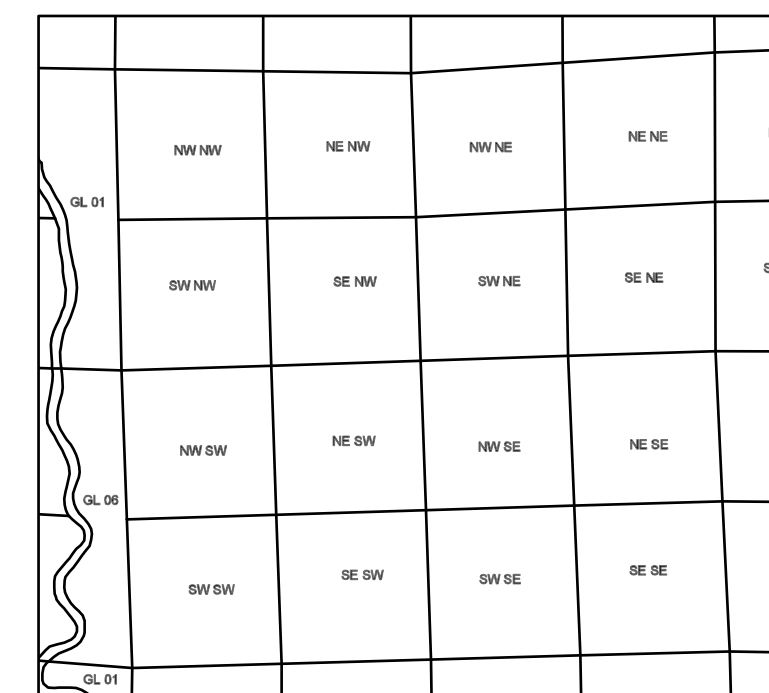 NW NW
NE NW
NW NE
NE NE
GL 01
SW NW
SE NW
SW NE
SE NE
NW SW
NE SW
NW SE
NE SE
GL 06
SW SW
SE SW
SW SE
SE SE
GL 01